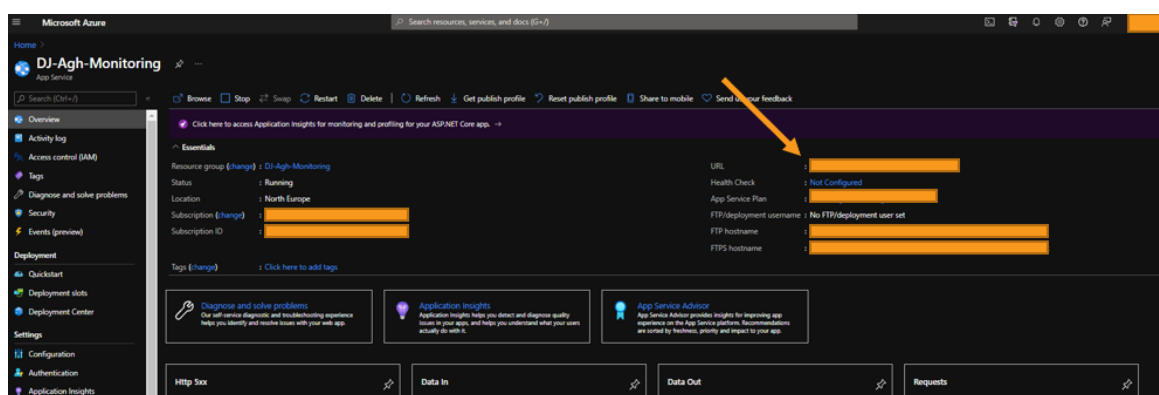 Microsoft Azure
Search resources, services, and docs (G+/)
Home >
DJ-Agh-Monitoring
App Service
Search (Ctrl+/)
Browse Stop Swap Restart Delete Refresh Get publish profile Reset publish profile Share to mobile Send us your feedback
Overview
Activity log
Access control (IAM)
Tags
Diagnose and solve problems
Security
Events (preview)
Deployment
Quickstart
Deployment slots
Deployment Center
Settings
Configuration
Authentication
Application Insights
Click here to access Application Insights for monitoring and profiling for your ASP.NET Core app. →
Essentials
Resource group (change) : DJ-Agh-Monitoring
Status : Running
Location : North Europe
Subscription (change) :
Subscription ID :
Tags (change) : Click here to add tags
URL :
Health Check : Not Configured
App Service Plan :
FTP/deployment username : No FTP/deployment user set
FTP hostname :
FTPS hostname :
Diagnose and solve problems
Our self-service diagnostic and troubleshooting experience
helps you identify and resolve issues with your web app.
Application Insights
Application Insights helps you detect and diagnose quality
issues in your apps, and helps you understand what your users
actually do with it.
App Service Advisor
App Service Advisor provides insights for improving app
experience on the App Service platform. Recommendations
are sorted by freshness, priority and impact to your app.
Http 5xx
Data In
Data Out
Requests